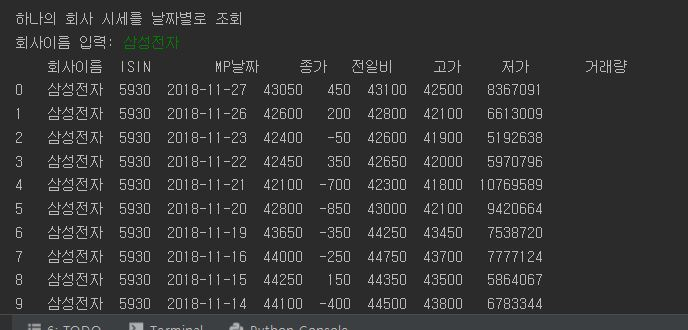 하나의 회사 시세를 날짜별로 조회
회사이름 입력: 삼성전자
회사이름 ISIN MP날짜 종가 전일비 고가 저가 거래량
0 삼성전자 5930 2018-11-27 43050 450 43100 42500 8367091
1 삼성전자 5930 2018-11-26 42600 200 42800 42100 6613009
2 삼성전자 5930 2018-11-23 42400 -50 42600 41900 5192638
3 삼성전자 5930 2018-11-22 42450 350 42650 42000 5970796
4 삼성전자 5930 2018-11-21 42100 -700 42300 41800 10769589
5 삼성전자 5930 2018-11-20 42800 -850 43000 42100 9420664
6 삼성전자 5930 2018-11-19 43650 -350 44250 43450 7538720
7 삼성전자 5930 2018-11-16 44000 -250 44750 43700 7777124
8 삼성전자 5930 2018-11-15 44250 150 44350 43500 5864067
9 삼성전자 5930 2018-11-14 44100 -400 44500 43800 6783344
6: TODO Terminal Python Console